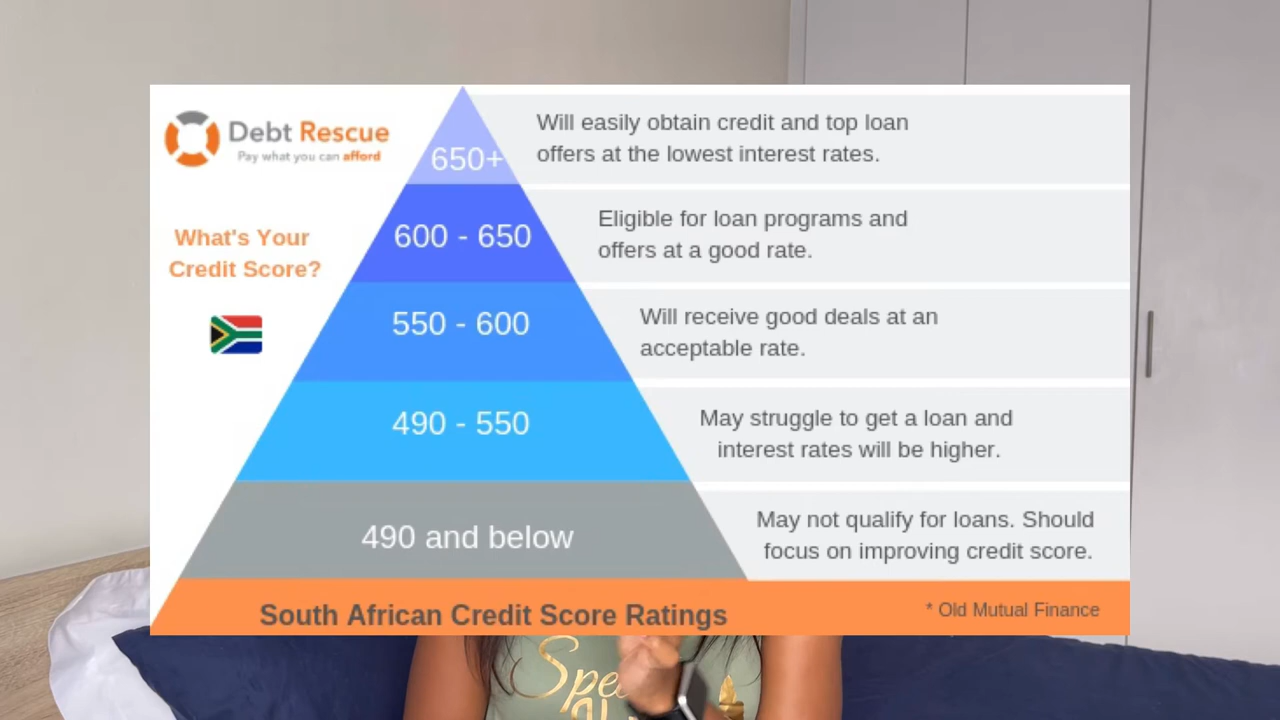 Debt Rescue
Pay what you can afford
What's Your
Credit Score?
650+
Will easily obtain credit and top loan
offers at the lowest interest rates.
600 - 650
Eligible for loan programs and
offers at a good rate.
550 - 600
Will receive good deals at an
acceptable rate.
490 - 550
May struggle to get a loan and
interest rates will be higher.
490 and below
May not qualify for loans. Should
focus on improving credit score.
South African Credit Score Ratings
* Old Mutual Finance